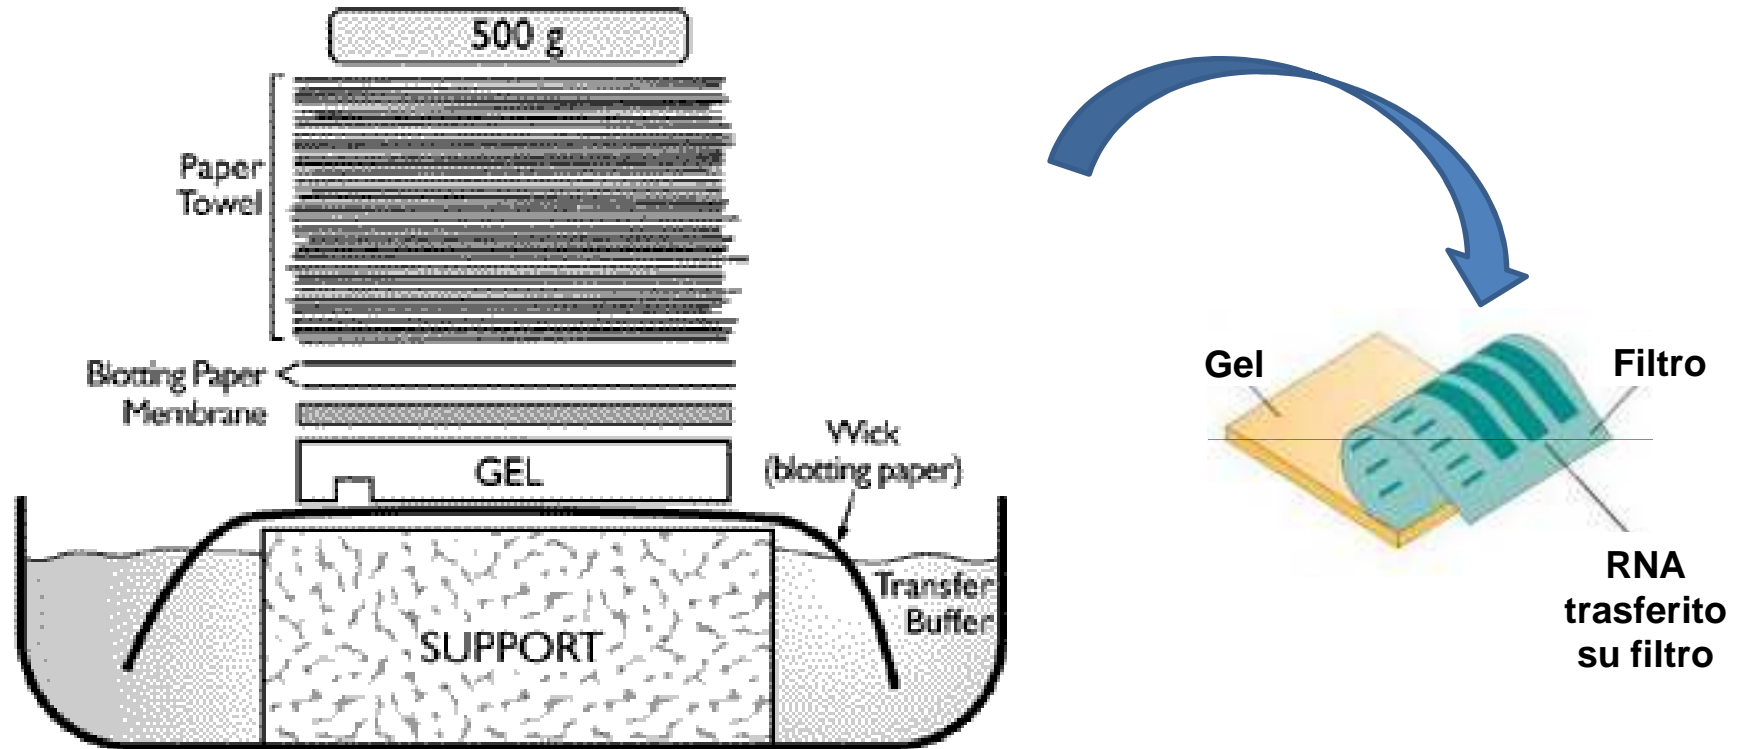 500 g
Paper
Towel
Blotting Paper
Membrane
GEL
Wick
(blotting paper)
Transfer
Buffer
SUPPORT
Gel
Filtro
RNA
trasferito
su filtro